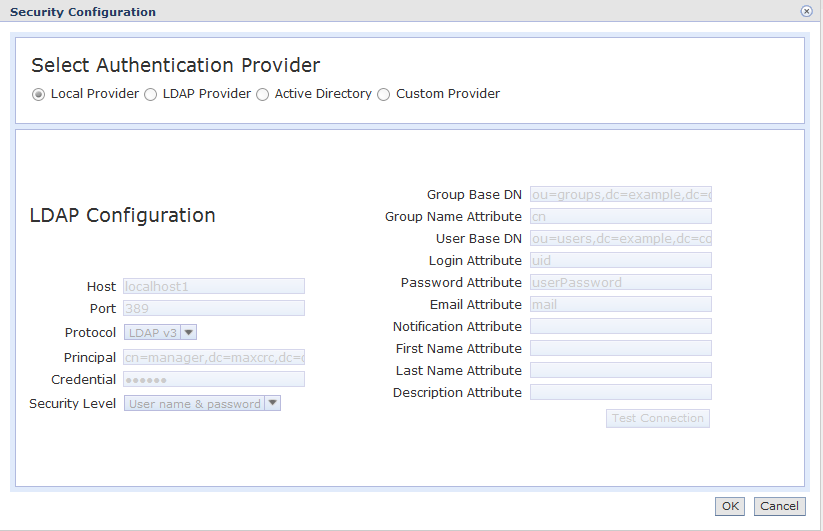 Security Configuration
Select Authentication Provider
Local Provider LDAP Provider Active Directory Custom Provider
LDAP Configuration
Host localhost1
Port 389
Protocol LDAP v3
Principal cn=manager,dc=maxcrc,dc=c
Credential ••••••
Security Level User name & password
Group Base DN ou=groups,dc=example,dc=c
Group Name Attribute cn
User Base DN ou=users,dc=example,dc=co
Login Attribute uid
Password Attribute userPassword
Email Attribute mail
Notification Attribute
First Name Attribute
Last Name Attribute
Description Attribute
Test Connection
OK Cancel